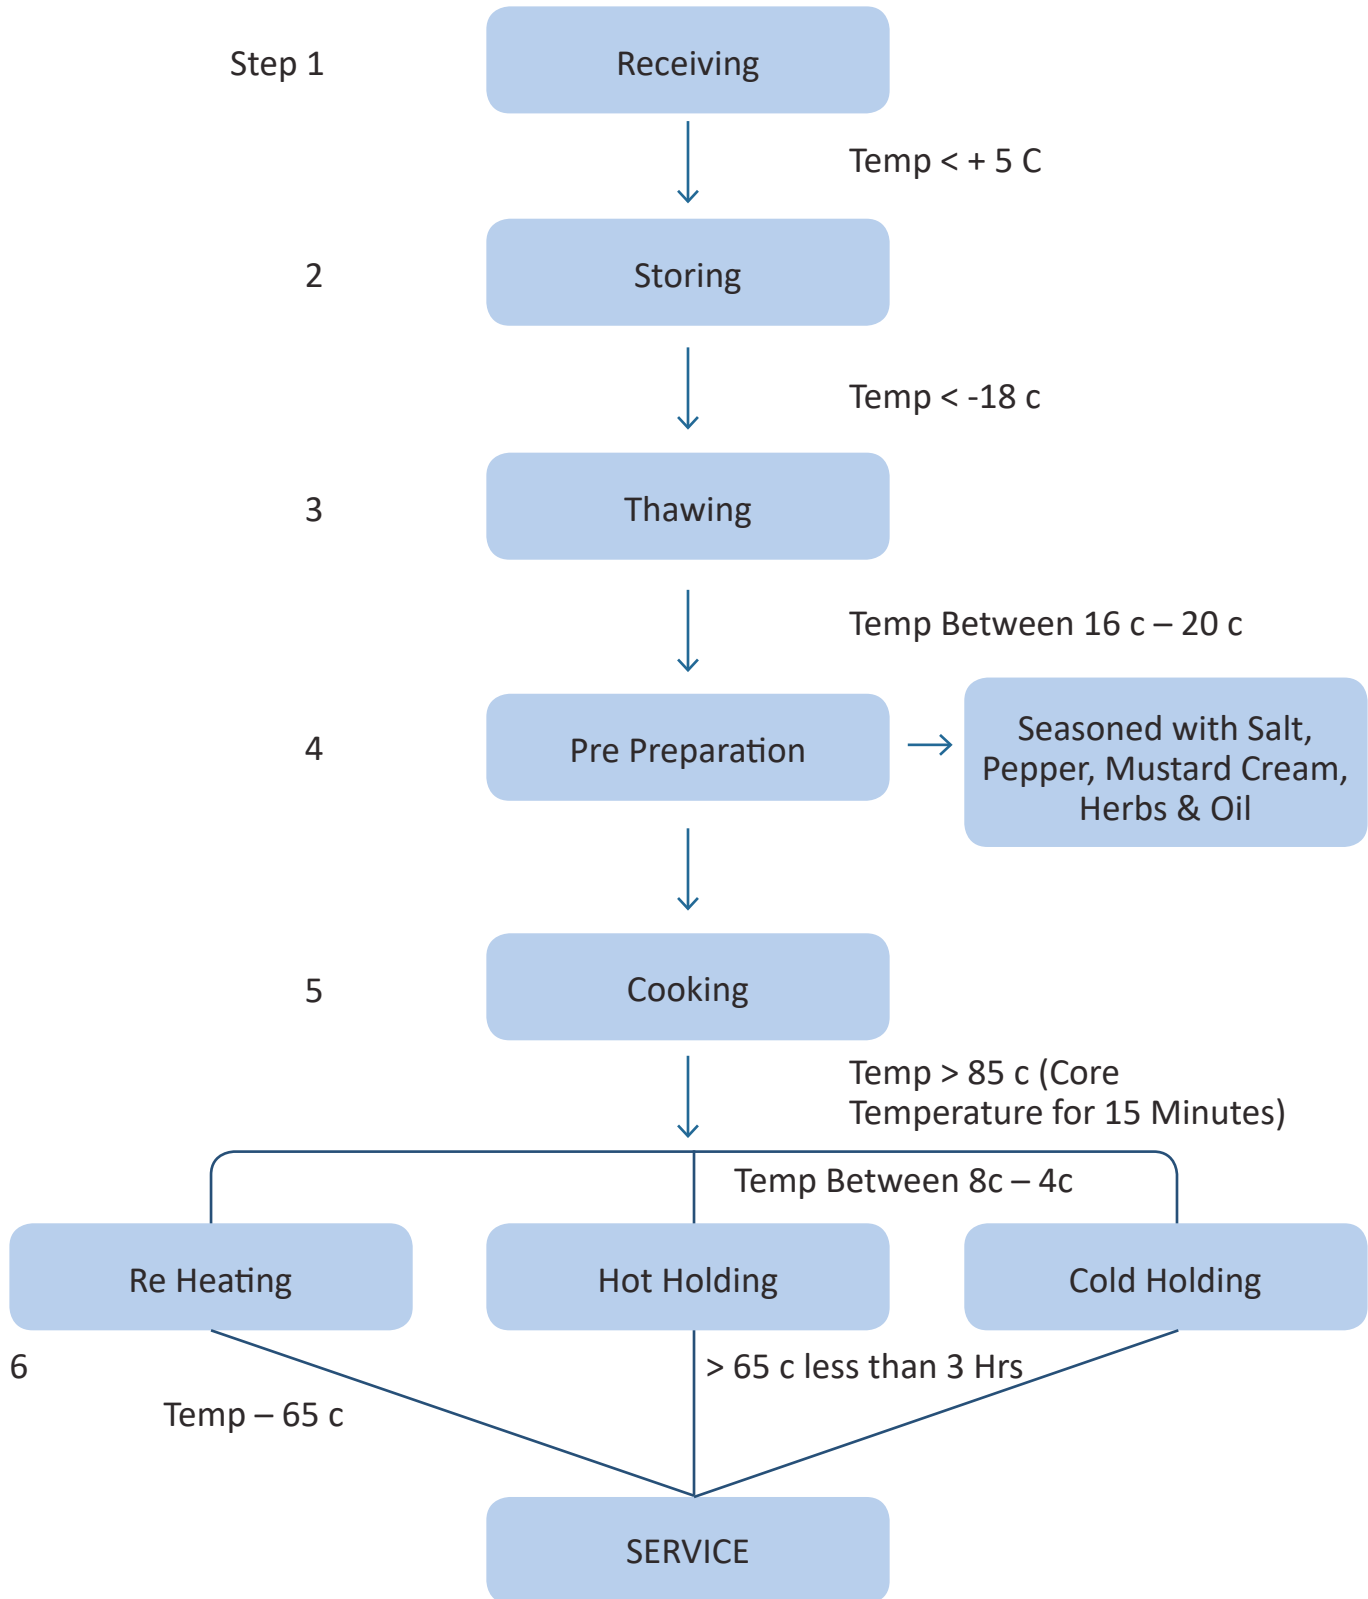 Step 1
Receiving
Temp < + 5 C
2
Storing
Temp < -18 c
3
Thawing
Temp Between 16 c – 20 c
4
Pre Preparation
Seasoned with Salt,
Pepper, Mustard Cream,
Herbs & Oil
5
Cooking
Temp > 85 c (Core
Temperature for 15 Minutes)
Temp Between 8c – 4c
Re Heating
Hot Holding
Cold Holding
6
> 65 c less than 3 Hrs
Temp – 65 c
SERVICE